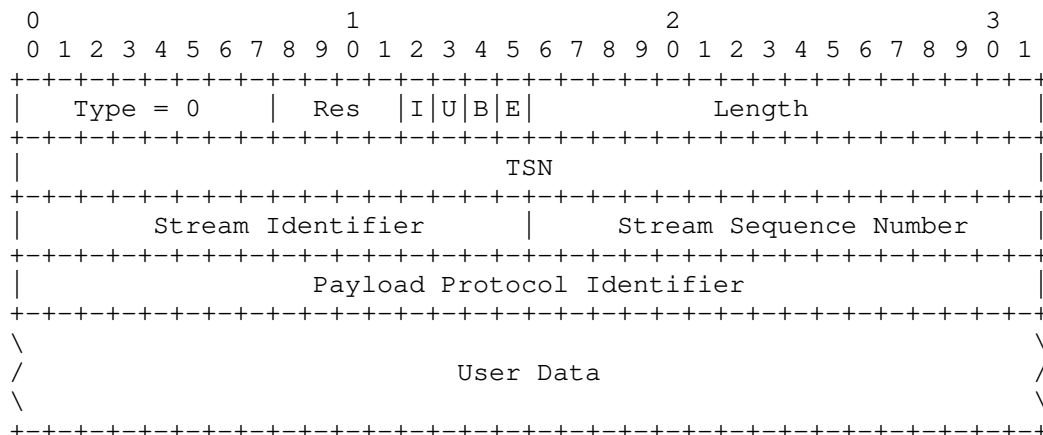 0                   1                   2                   3
 0 1 2 3 4 5 6 7 8 9 0 1 2 3 4 5 6 7 8 9 0 1 2 3 4 5 6 7 8 9 0 1
+-+-+-+-+-+-+-+-+-+-+-+-+-+-+-+-+-+-+-+-+-+-+-+-+-+-+-+-+-+-+-+-+
|   Type = 0    |  Res  |I|U|B|E|           Length              |
+-+-+-+-+-+-+-+-+-+-+-+-+-+-+-+-+-+-+-+-+-+-+-+-+-+-+-+-+-+-+-+-+
|                              TSN                              |
+-+-+-+-+-+-+-+-+-+-+-+-+-+-+-+-+-+-+-+-+-+-+-+-+-+-+-+-+-+-+-+-+
|        Stream Identifier      |     Stream Sequence Number    |
+-+-+-+-+-+-+-+-+-+-+-+-+-+-+-+-+-+-+-+-+-+-+-+-+-+-+-+-+-+-+-+-+
|                  Payload Protocol Identifier                  |
+-+-+-+-+-+-+-+-+-+-+-+-+-+-+-+-+-+-+-+-+-+-+-+-+-+-+-+-+-+-+-+-+
\                                                               \
/                           User Data                           /
\                                                               \
+-+-+-+-+-+-+-+-+-+-+-+-+-+-+-+-+-+-+-+-+-+-+-+-+-+-+-+-+-+-+-+-+